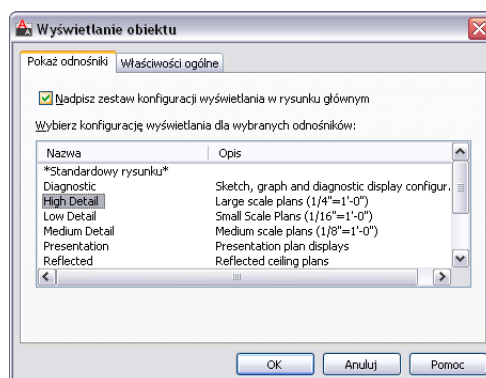 Wyświetlanie obiektu
Pokaż odnośniki Właściwości ogólne
Nadpisz zestaw konfiguracji wyświetlania w rysunku głównym
Wybierz konfigurację wyświetlania dla wybranych odnośników:
Nazwa Opis
*Standardowy rysunku*
Diagnostic Sketch, graph and diagnostic display configur.
High Detail Large scale plans (1/4"=1'-0")
Low Detail Small Scale Plans (1/16"=1'-0")
Medium Detail Medium scale plans (1/8"=1'-0")
Presentation Presentation plan displays
Reflected Reflected ceiling plans
OK Anuluj Pomoc